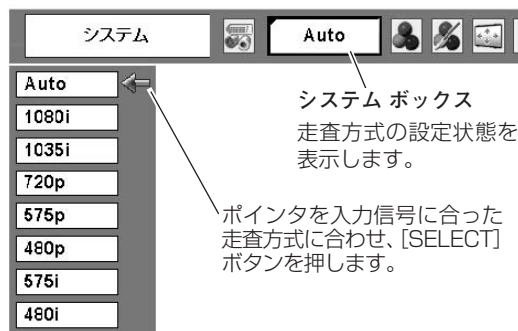 システム
Auto
Auto
1080i
1035i
720p
575p
480p
575i
480i
システム ボックス
走査方式の設定状態を
表示します。
ポインタを入力信号に合った
走査方式に合わせ、[SELECT]
ボタンを押します。